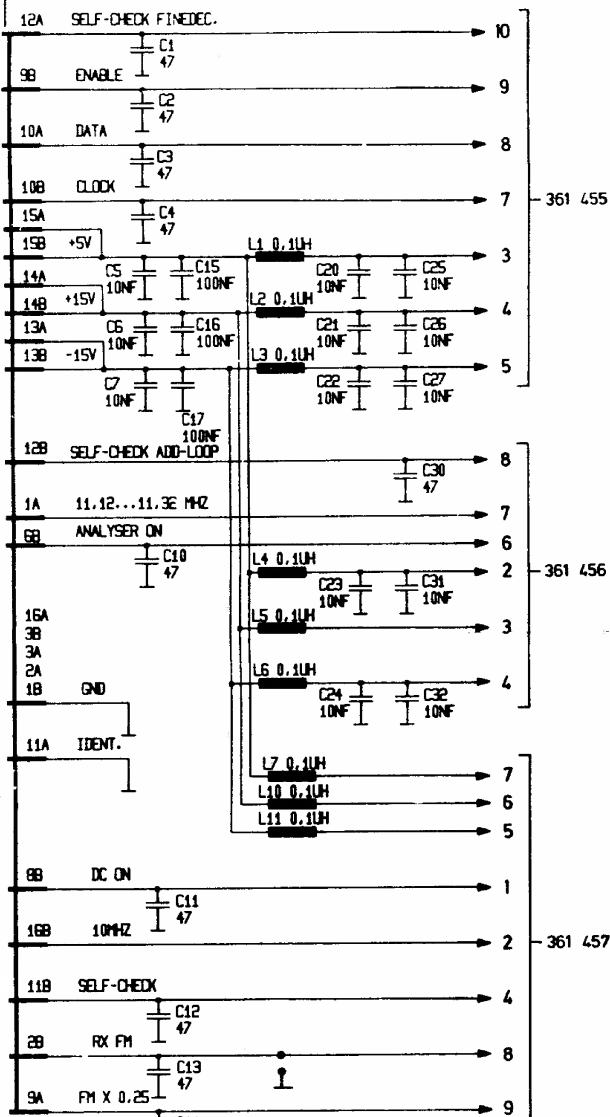 12A SELF-CHECK FINEDEC. 10
C1
47
9B ENABLE 9
C2
47
10A DATA 8
C3
47
10B CLOCK 7 361 455
C4
47
15A
15B +5V L1 0,1UH 3
C5 C15 C20 C25
10NF 100NF 10NF 10NF
14A
14B +15V L2 0,1UH 4
C6 C16 C21 C26
10NF 100NF 10NF 10NF
13A
13B -15V L3 0,1UH 5
C7 C22 C27
10NF 10NF 10NF
C17
100NF
12B SELF-CHECK ADD-LOOP 8
C30
47
1A 11,12...11,32 MHZ 7
6B ANALYSER ON 6
C10
47
L4 0,1UH 2 361 456
C23 C31
10NF 10NF
16A
3B L5 0,1UH 3
3A
2A
1B GND L6 0,1UH 4
C24 C32
10NF 10NF
11A IDENT.
L7 0,1UH 7
L10 0,1UH 6
L11 0,1UH 5
8B DC ON 1
C11
47
16B 10MHZ 2 361 457
11B SELF-CHECK 4
C12
47
2B RX FM 8
C13
47
9A FM X 0,25 9